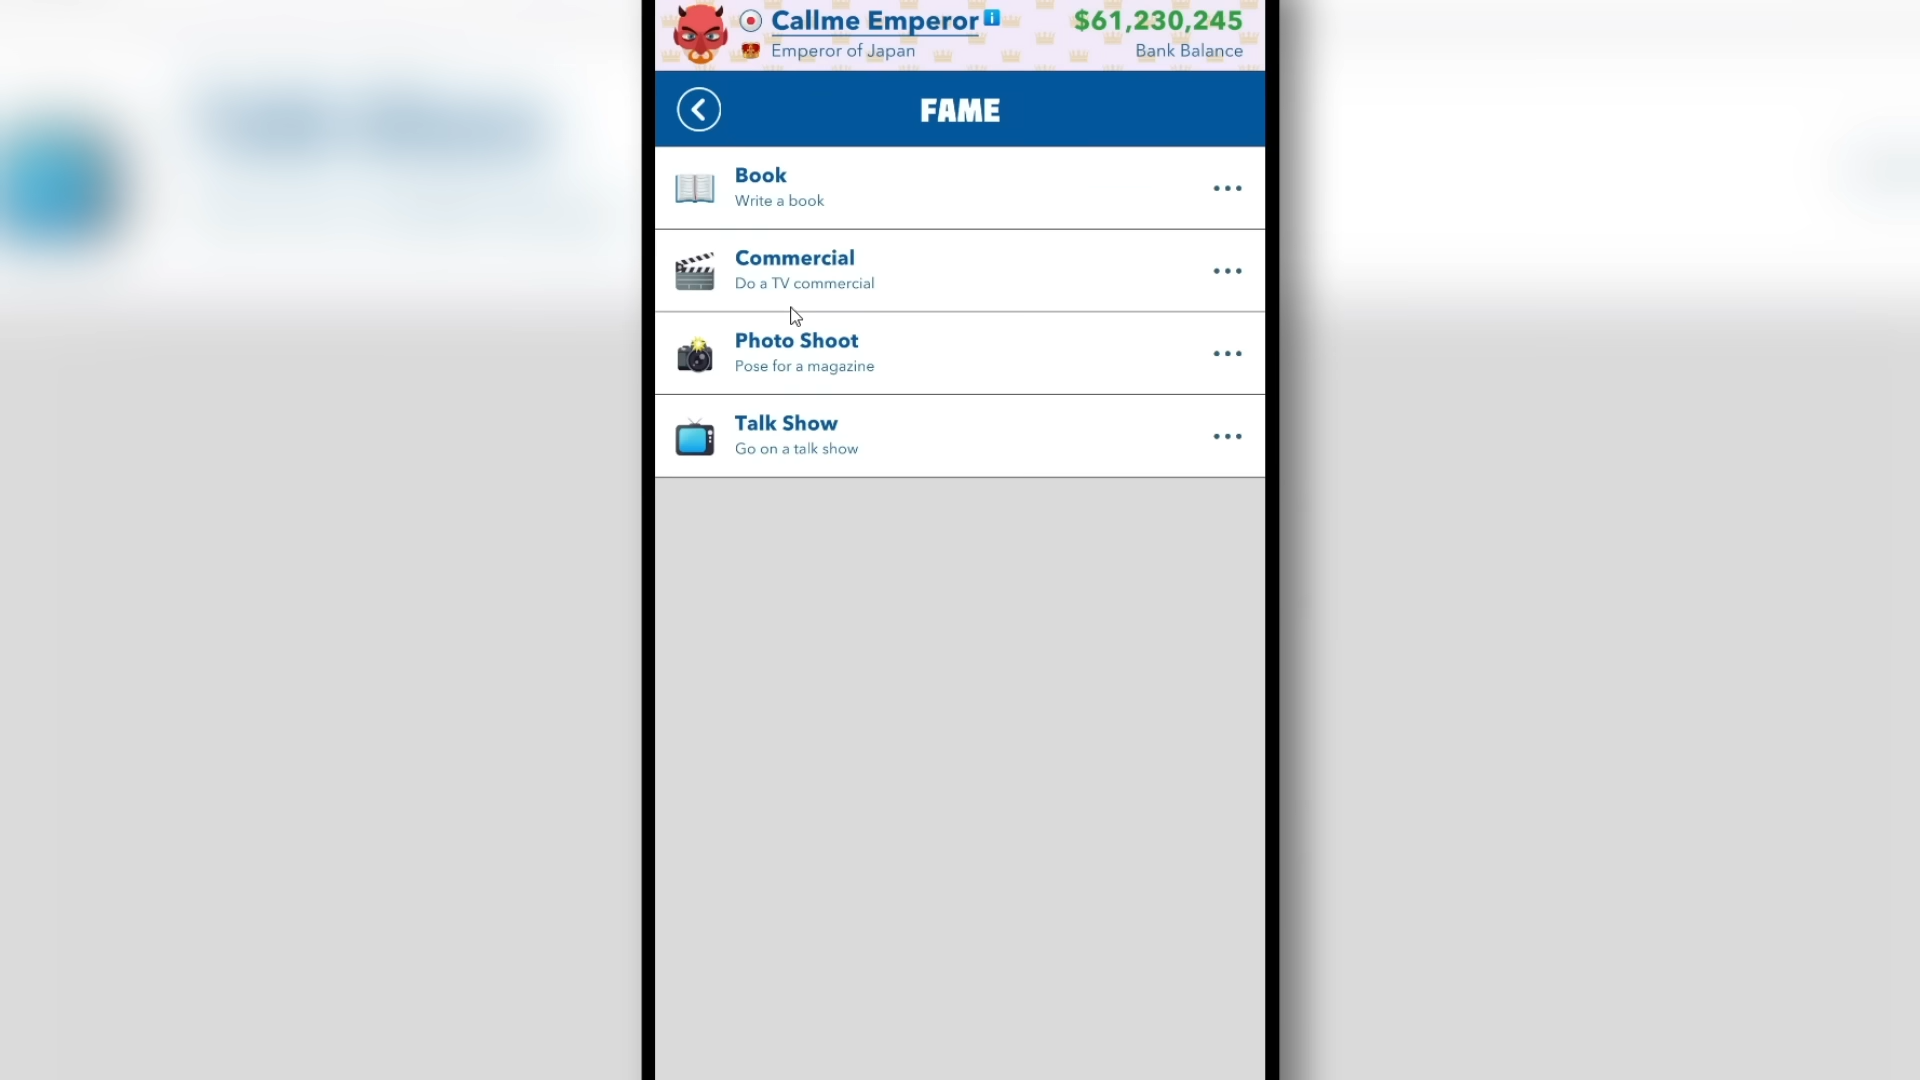 Callme Emperor
$61,230,245
Emperor of Japan
Bank Balance
FAME
Book
Write a book
Commercial
Do a TV commercial
Photo Shoot
Pose for a magazine
Talk Show
Go on a talk show